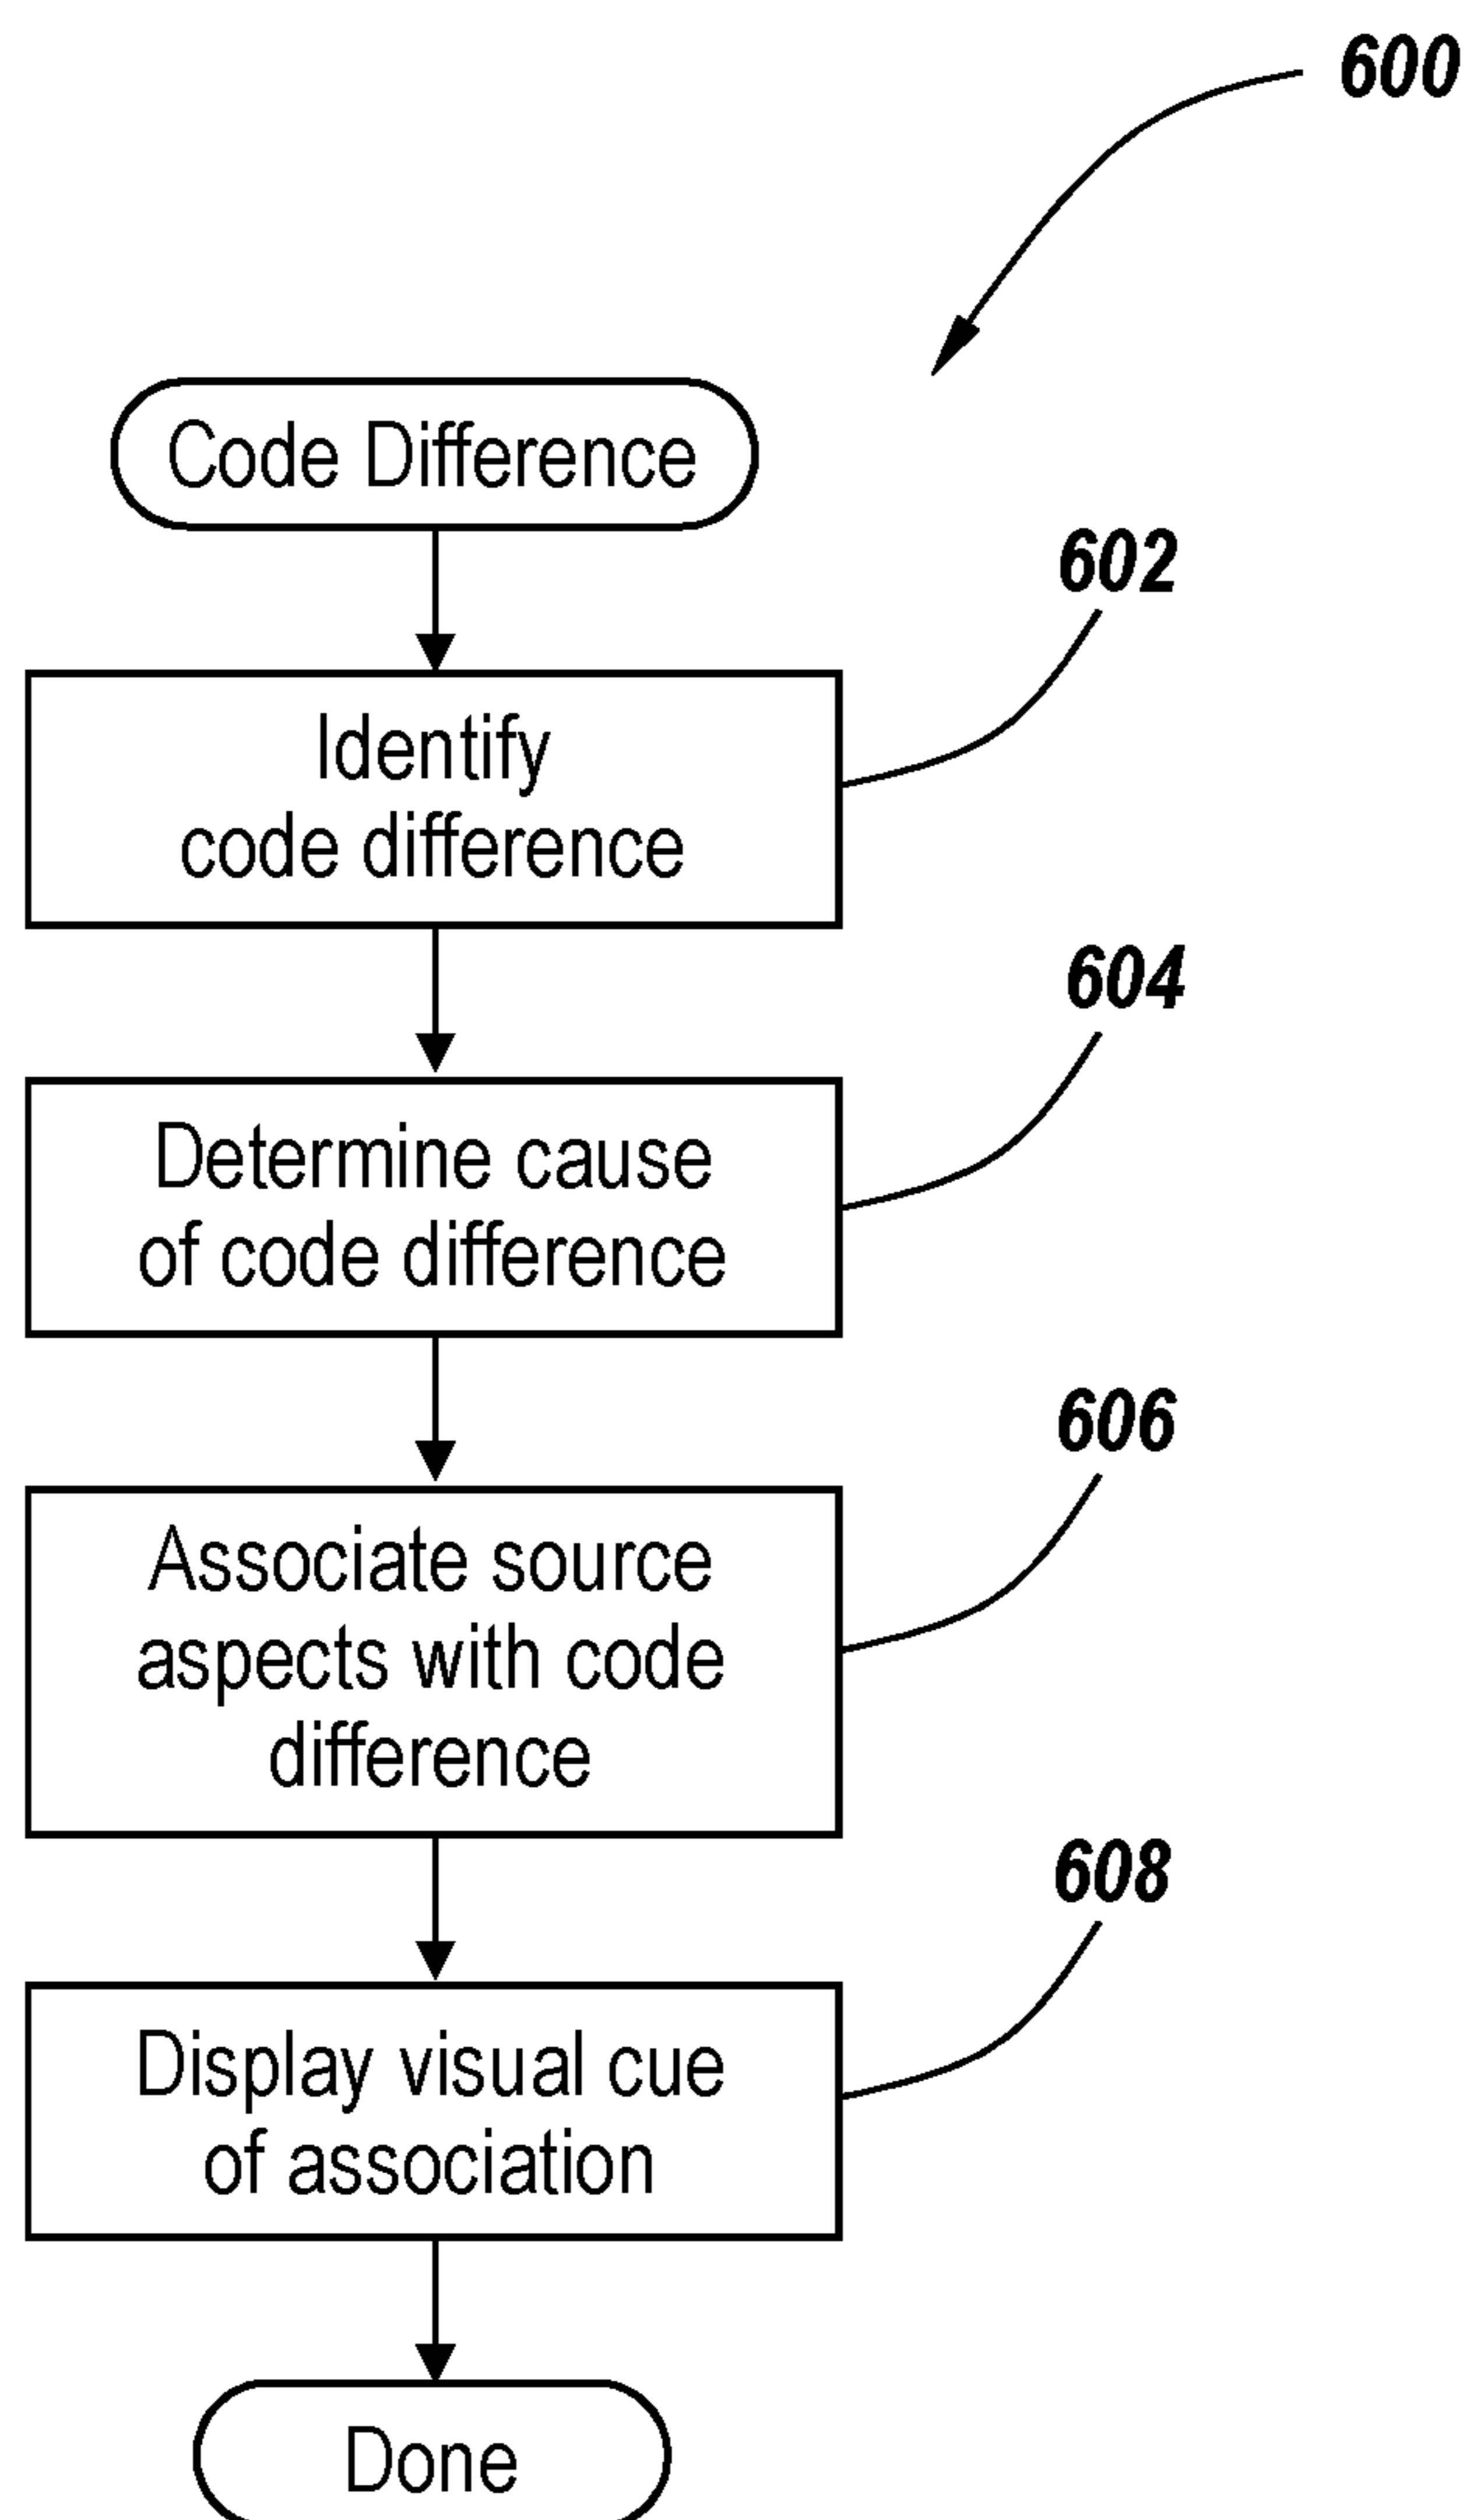 600
Code Difference
602
Identify
code difference
604
Determine cause
of code difference
606
Associate source
aspects with code
difference
608
Display visual cue
of association
Done